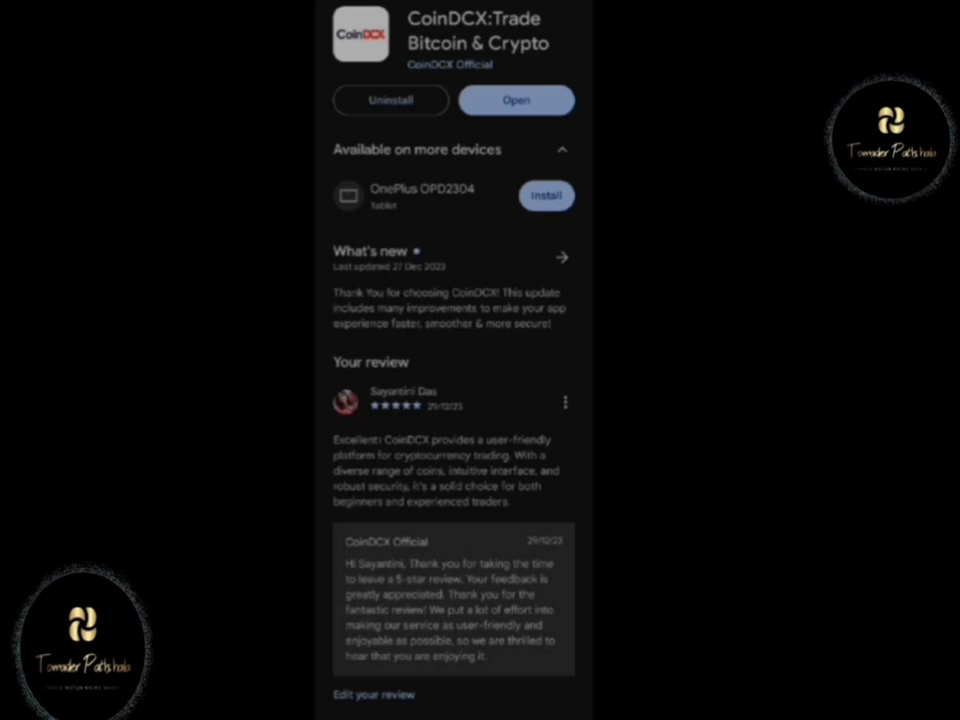 CoinDCX
CoinDCX:Trade
Bitcoin & Crypto
CoinDCX Official
Uninstall
Open
Available on more devices
OnePlus OPD2304
Tablet
Install
What's new
Last updated 27 Dec 2023
Thank You for choosing CoinDCX! This update
includes many improvements to make your app
experience faster, smoother & more secure!
Your review
Sayantini Das
29/12/23
Excellent! CoinDCX provides a user-friendly
platform for cryptocurrency trading. With a
diverse range of coins, intuitive interface, and
robust security, it's a solid choice for both
beginners and experienced traders.
CoinDCX Official
29/12/23
Hi Sayantini, Thank you for taking the time
to leave a 5-star review. Your feedback is
greatly appreciated. Thank you for the
fantastic review! We put a lot of effort into
making our service as user-friendly and
enjoyable as possible, so we are thrilled to
hear that you are enjoying it.
Edit your review
Tomader Patlshala
Tomader Patlshala